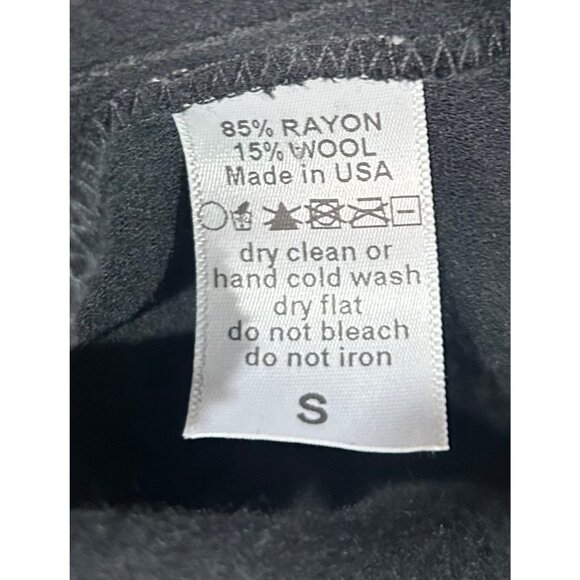 85% RAYON
15% WOOL
Made in USA
dry clean or
hand cold wash
dry flat
do not bleach
do not iron
S